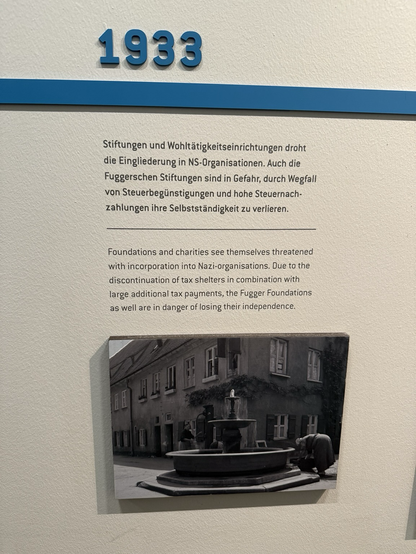 1933
Stiftungen und Wohltätigkeitseinrichtungen droht
die Eingliederung in NS-Organisationen. Auch die
Fuggerschen Stiftungen sind in Gefahr, durch Wegfall
von Steuerbegünstigungen und hohe Steuernach-
zahlungen ihre Selbstständigkeit zu verlieren.
Foundations and charities see themselves threatened
with incorporation into Nazi-organisations. Due to the
discontinuation of tax shelters in combination with
large additional tax payments, the Fugger Foundations
as well are in danger of losing their independence.